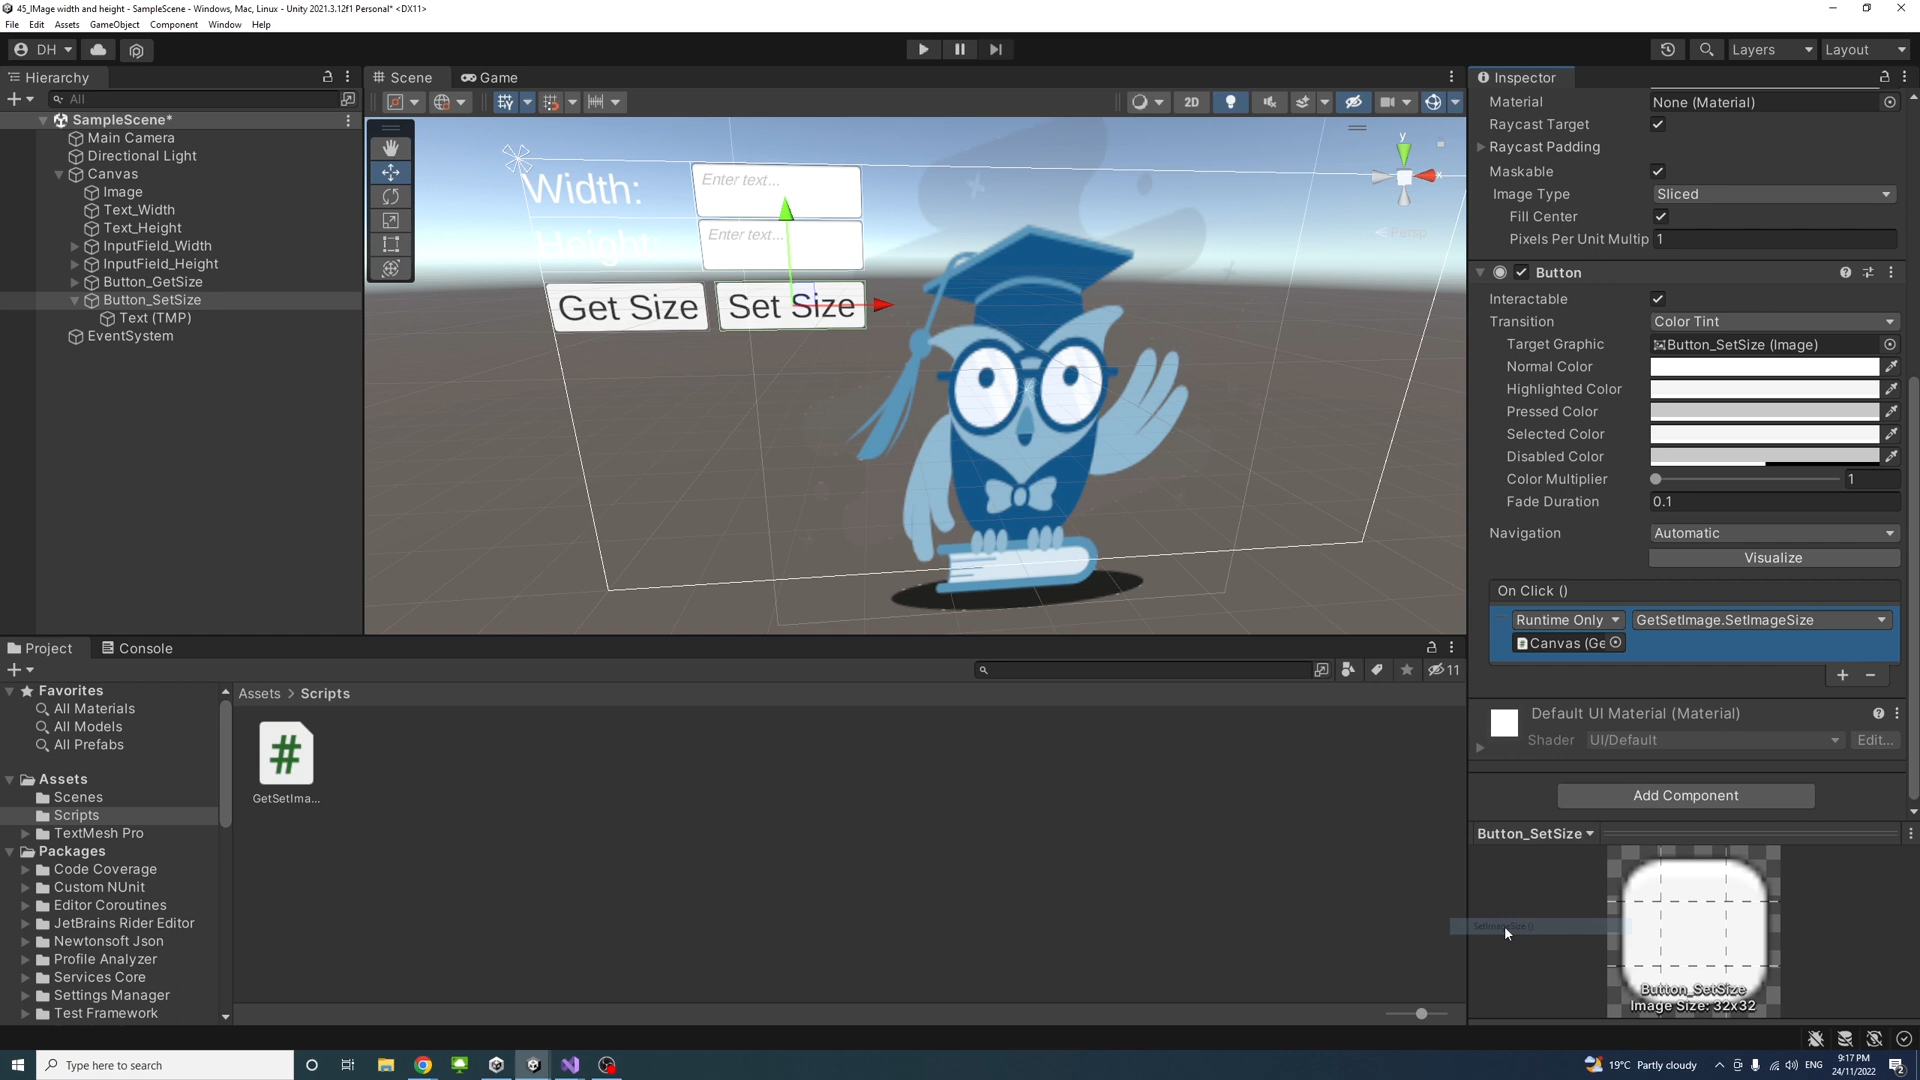 45_IMage width and height - SampleScene - Windows, Mac, Linux - Unity 2021.3.12f1 Personal* <DX11>
File Edit Assets GameObject Component Window Help
DH
Layers
Layout
Hierarchy
All
SampleScene*
Main Camera
Directional Light
Canvas
Image
Text_Width
Text_Height
InputField_Width
InputField_Height
Button_GetSize
Button_SetSize
Text (TMP)
EventSystem
Scene
Game
2D
Width:
Enter text...
Height:
Enter text...
Get Size
Set Size
y
x
Persp
Inspector
Material
None (Material)
Raycast Target
Raycast Padding
Maskable
Image Type
Sliced
Fill Center
Pixels Per Unit Multip
1
Button
Interactable
Transition
Color Tint
Target Graphic
Button_SetSize (Image)
Normal Color
Highlighted Color
Pressed Color
Selected Color
Disabled Color
Color Multiplier
1
Fade Duration
0.1
Navigation
Automatic
Visualize
On Click ()
Runtime Only
GetSetImage.SetImageSize
Canvas (Ge
Default UI Material (Material)
Shader
UI/Default
Edit...
Add Component
Button_SetSize
SetImageSize ()
Button_SetSize
Image Size: 32x32
Project
Console
11
Favorites
All Materials
All Models
All Prefabs
Assets
Scenes
Scripts
TextMesh Pro
Packages
Code Coverage
Custom NUnit
Editor Coroutines
JetBrains Rider Editor
Newtonsoft Json
Profile Analyzer
Services Core
Settings Manager
Test Framework
Assets > Scripts
#
GetSetIma...
Type here to search
19°C Partly cloudy
ENG
9:17 PM
24/11/2022
2